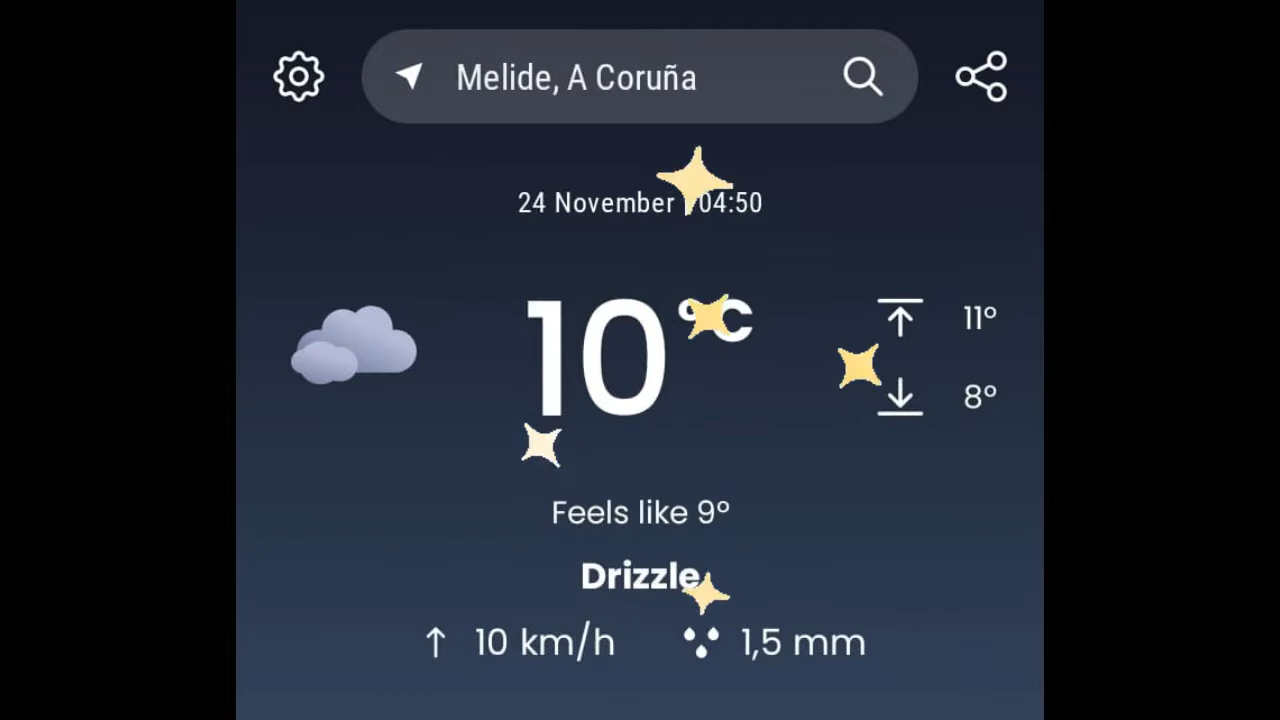 Melide, A Coruña
24 November 04:50
10 °C
11°
8°
Feels like 9°
Drizzle
10 km/h 1,5 mm